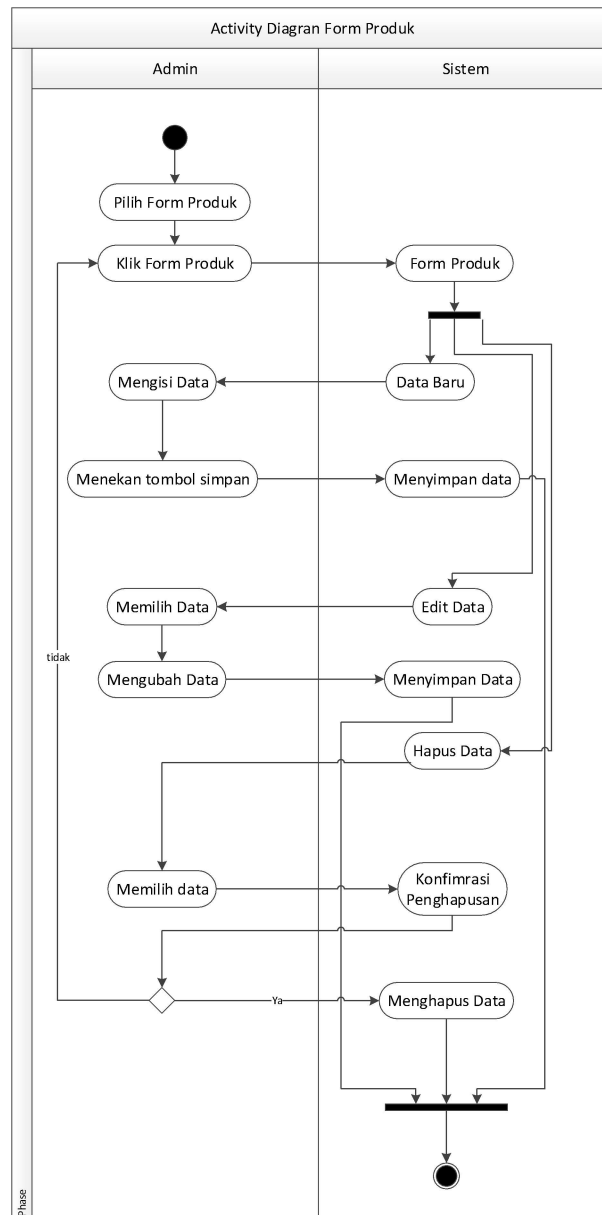 Activity Diagran Form Produk
Admin
Sistem
Pilih Form Produk
Klik Form Produk
Form Produk
Mengisi Data
Data Baru
Menekan tombol simpan
Menyimpan data
Memilih Data
Edit Data
tidak
Mengubah Data
Menyimpan Data
Hapus Data
Memilih data
Konfimrasi
Penghapusan
Ya
Menghapus Data
Phase